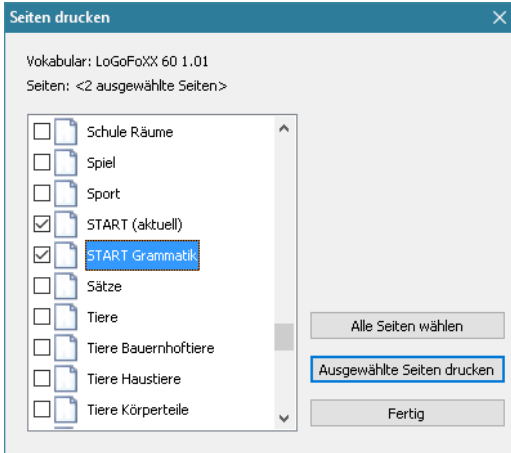 Seiten drucken
Vokabular: LoGoFoXX 60 1.01
Seiten: <2 ausgewählte Seiten>
Schule Räume
Spiel
Sport
START (aktuell)
START Grammatik
Sätze
Tiere
Tiere Bauernhoftiere
Tiere Haustiere
Tiere Körperteile
Alle Seiten wählen
Ausgewählte Seiten drucken
Fertig